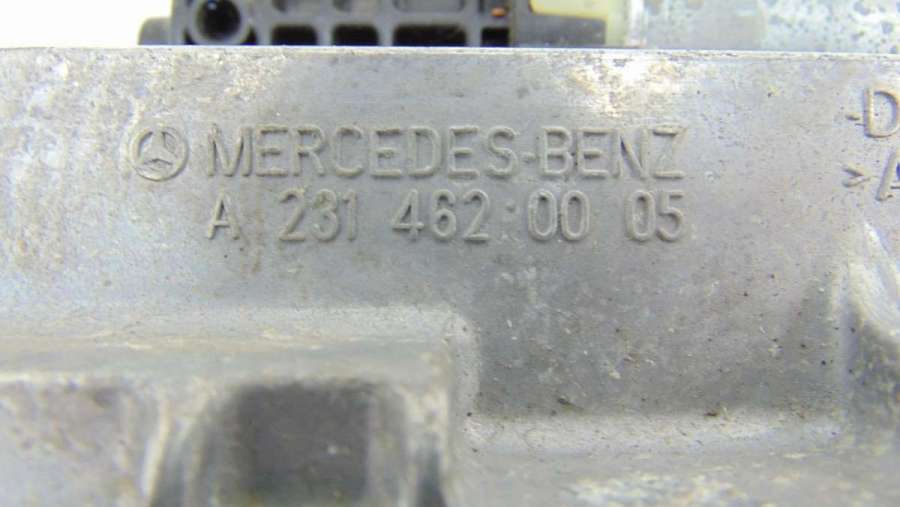 MERCEDES-BENZ
A 231 462 00 05
-D
>A